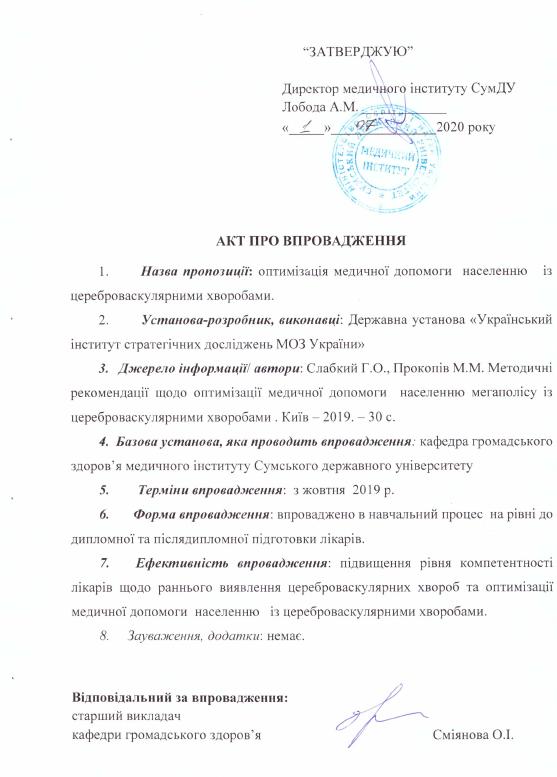 “ЗАТВЕРДЖУЮ”
Директор медичного інституту СумДУ
Лобода А.М. ____________
«__1__»____07________2020 року
МЕДИЧНИЙ
ІНСТИТУТ
АКТ ПРО ВПРОВАДЖЕННЯ
1. Назва пропозиції: оптимізація медичної допомоги населенню із
цереброваскулярними хворобами.
2. Установа-розробник, виконавці: Державна установа «Український
інститут стратегічних досліджень МОЗ України»
3. Джерело інформації/ автори: Слабкий Г.О., Прокопів М.М. Методичні
рекомендації щодо оптимізації медичної допомоги населенню мегаполісу із
цереброваскулярними хворобами . Київ – 2019. – 30 с.
4. Базова установа, яка проводить впровадження: кафедра громадського
здоров’я медичного інституту Сумського державного університету
5. Терміни впровадження: з жовтня 2019 р.
6. Форма впровадження: впроваджено в навчальний процес на рівні до
дипломної та післядипломної підготовки лікарів.
7. Ефективність впровадження: підвищення рівня компетентності
лікарів щодо раннього виявлення цереброваскулярних хвороб та оптимізації
медичної допомоги населенню із цереброваскулярними хворобами.
8. Зауваження, додатки: немає.
Відповідальний за впровадження:
старший викладач
кафедри громадського здоров’я Сміянова О.І.